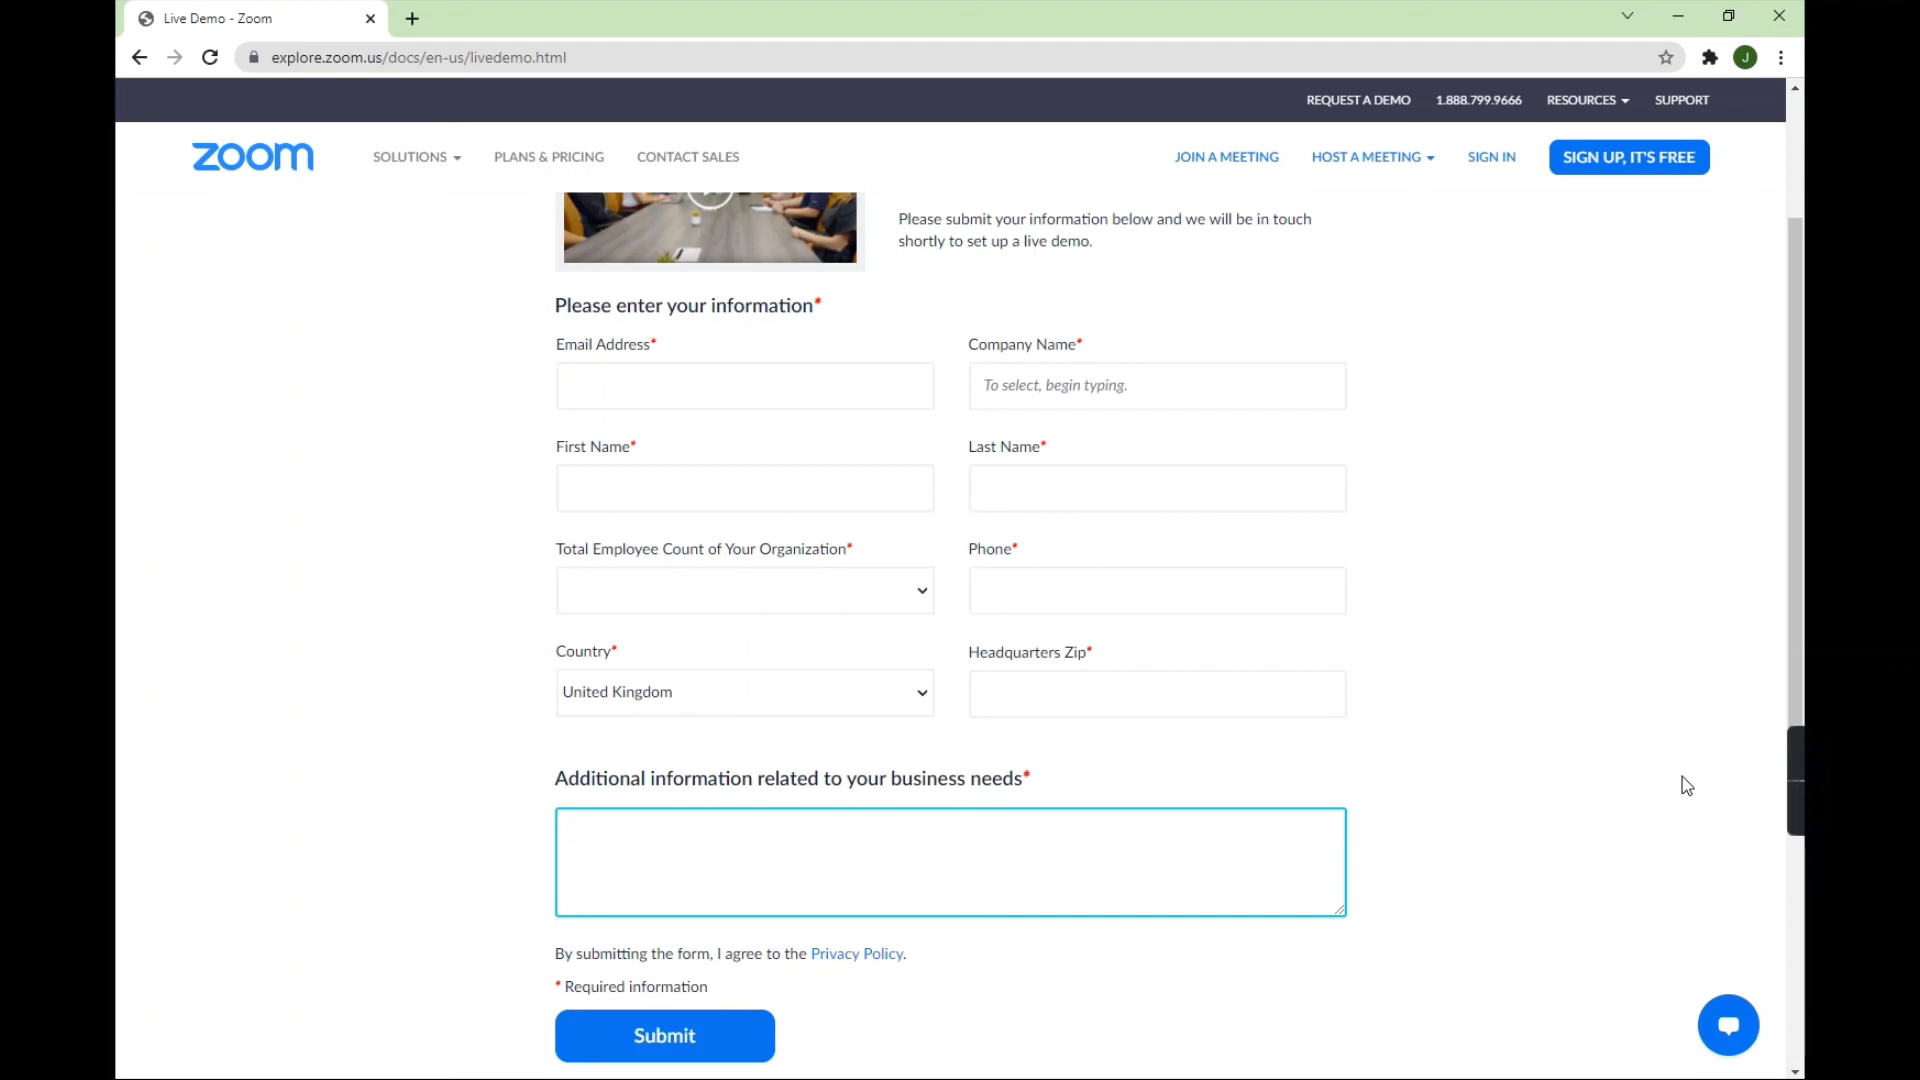 Live Demo - Zoom
explore.zoom.us/docs/en-us/livedemo.html
J
REQUEST A DEMO 1.888.799.9666 RESOURCES SUPPORT
zoom SOLUTIONS PLANS & PRICING CONTACT SALES JOIN A MEETING HOST A MEETING SIGN IN SIGN UP, IT'S FREE
Please submit your information below and we will be in touch
shortly to set up a live demo.
Please enter your information*
Email Address* Company Name*
To select, begin typing.
First Name* Last Name*
Total Employee Count of Your Organization* Phone*
Country* Headquarters Zip*
United Kingdom
Additional information related to your business needs*
By submitting the form, I agree to the Privacy Policy.
* Required information
Submit